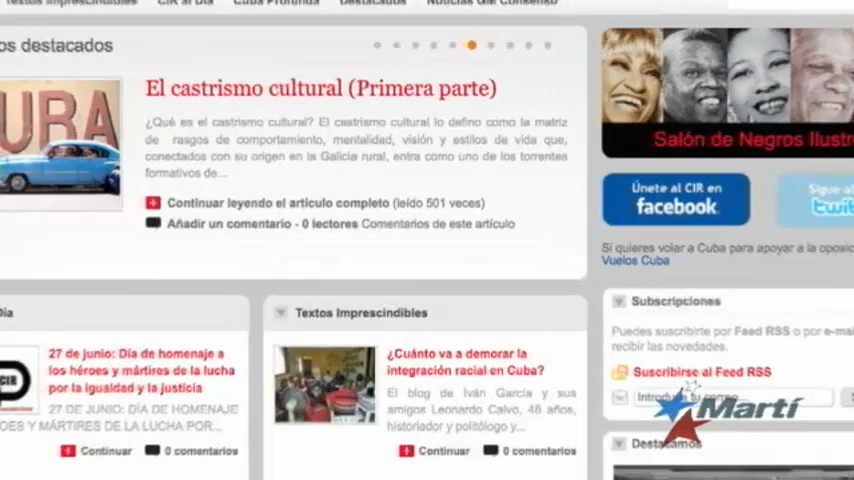 Textos Imprescindibles CIR al Día Cuba Profunda Destacados Noticias GM Consenso
os destacados
El castrismo cultural (Primera parte)
¿Qué es el castrismo cultural? El castrismo cultural lo defino como la matriz
de rasgos de comportamiento, mentalidad, visión y estilos de vida que,
conectados con su origen en la Galicia rural, entra como uno de los torrentes
formativos de...
Continuar leyendo el artículo completo (leído 501 veces)
Añadir un comentario - 0 lectores Comentarios de este artículo
UBA
Salón de Negros Ilustre
Únete al CIR en
facebook
Sigue al
twit
Si quieres volar a Cuba para apoyar a la oposic
Vuelos Cuba
Día
27 de junio: Día de homenaje a
los héroes y mártires de la lucha
por la igualdad y la justicia
27 DE JUNIO: DÍA DE HOMENAJE
OES Y MÁRTIRES DE LA LUCHA POR...
Continuar 0 comentarios
CIR
Textos Imprescindibles
¿Cuánto va a demorar la
integración racial en Cuba?
El blog de Iván García y sus
amigos Leonardo Calvo, 48 años,
historiador y politólogo y...
Continuar 0 comentarios
Subscripciones
Puedes suscribirte por Feed RSS o por e-mai
recibir las novedades.
Suscribirse al Feed RSS
Introduce tu correo
S
Martí
Destacamos